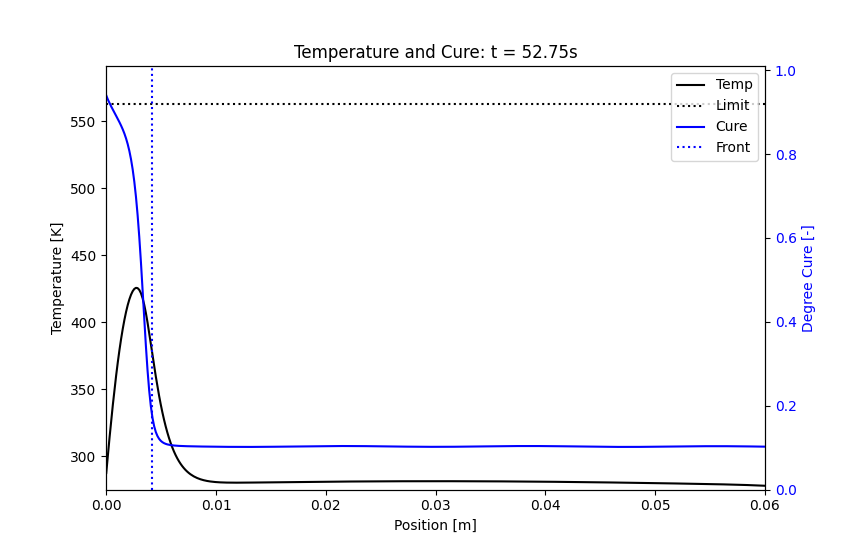 Temperature and Cure: t = 52.75s
Temp
Limit
Cure
Front
Temperature [K]
550
500
450
400
350
300
1.0
0.8
0.6
0.4
0.2
0.0
Degree Cure [-]
0.00
0.01
0.02
0.03
0.04
0.05
0.06
Position [m]